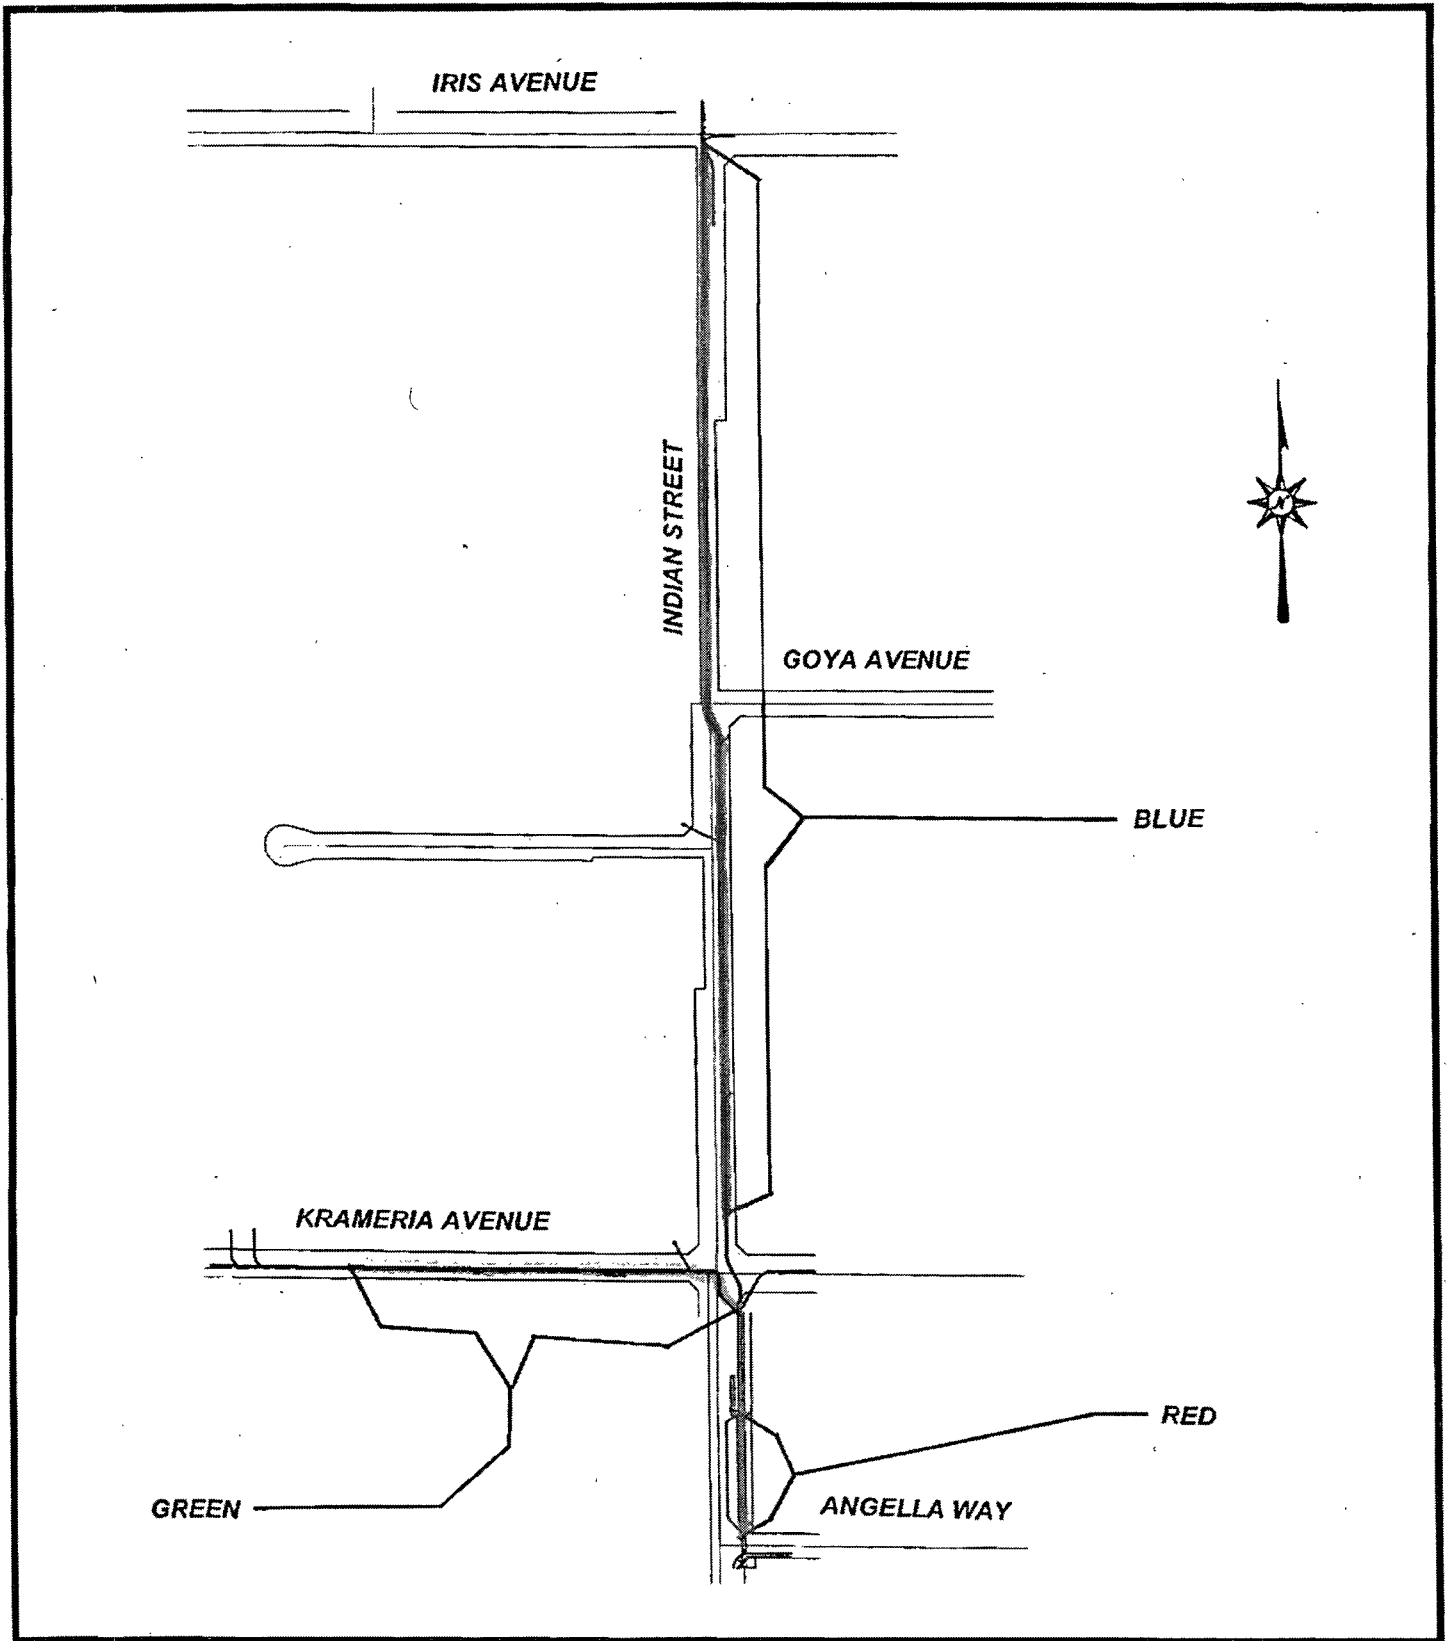 IRIS AVENUE
INDIAN STREET
N
GOYA AVENUE
BLUE
KRAMERIA AVENUE
RED
GREEN
ANGELLA WAY